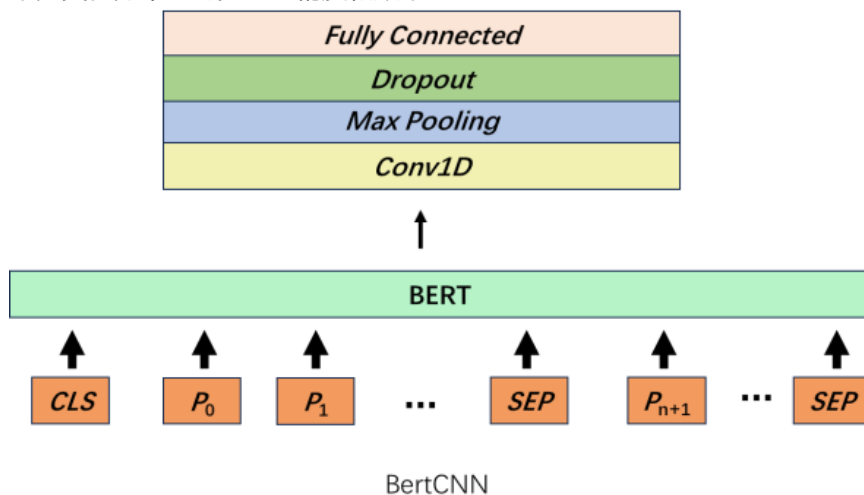 Fully Connected
Dropout
Max Pooling
Conv1D
BERT
CLS P₀ P₁ ... SEP Pₙ₊₁ ... SEP
BertCNN